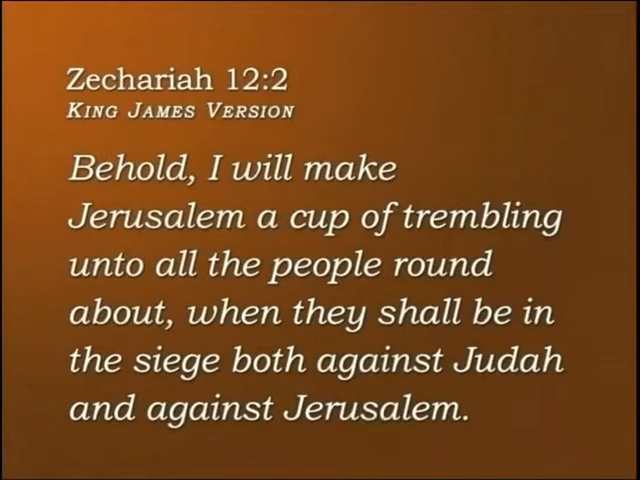 Zechariah 12:2
King James Version
Behold, I will make
Jerusalem a cup of trembling
unto all the people round
about, when they shall be in
the siege both against Judah
and against Jerusalem.